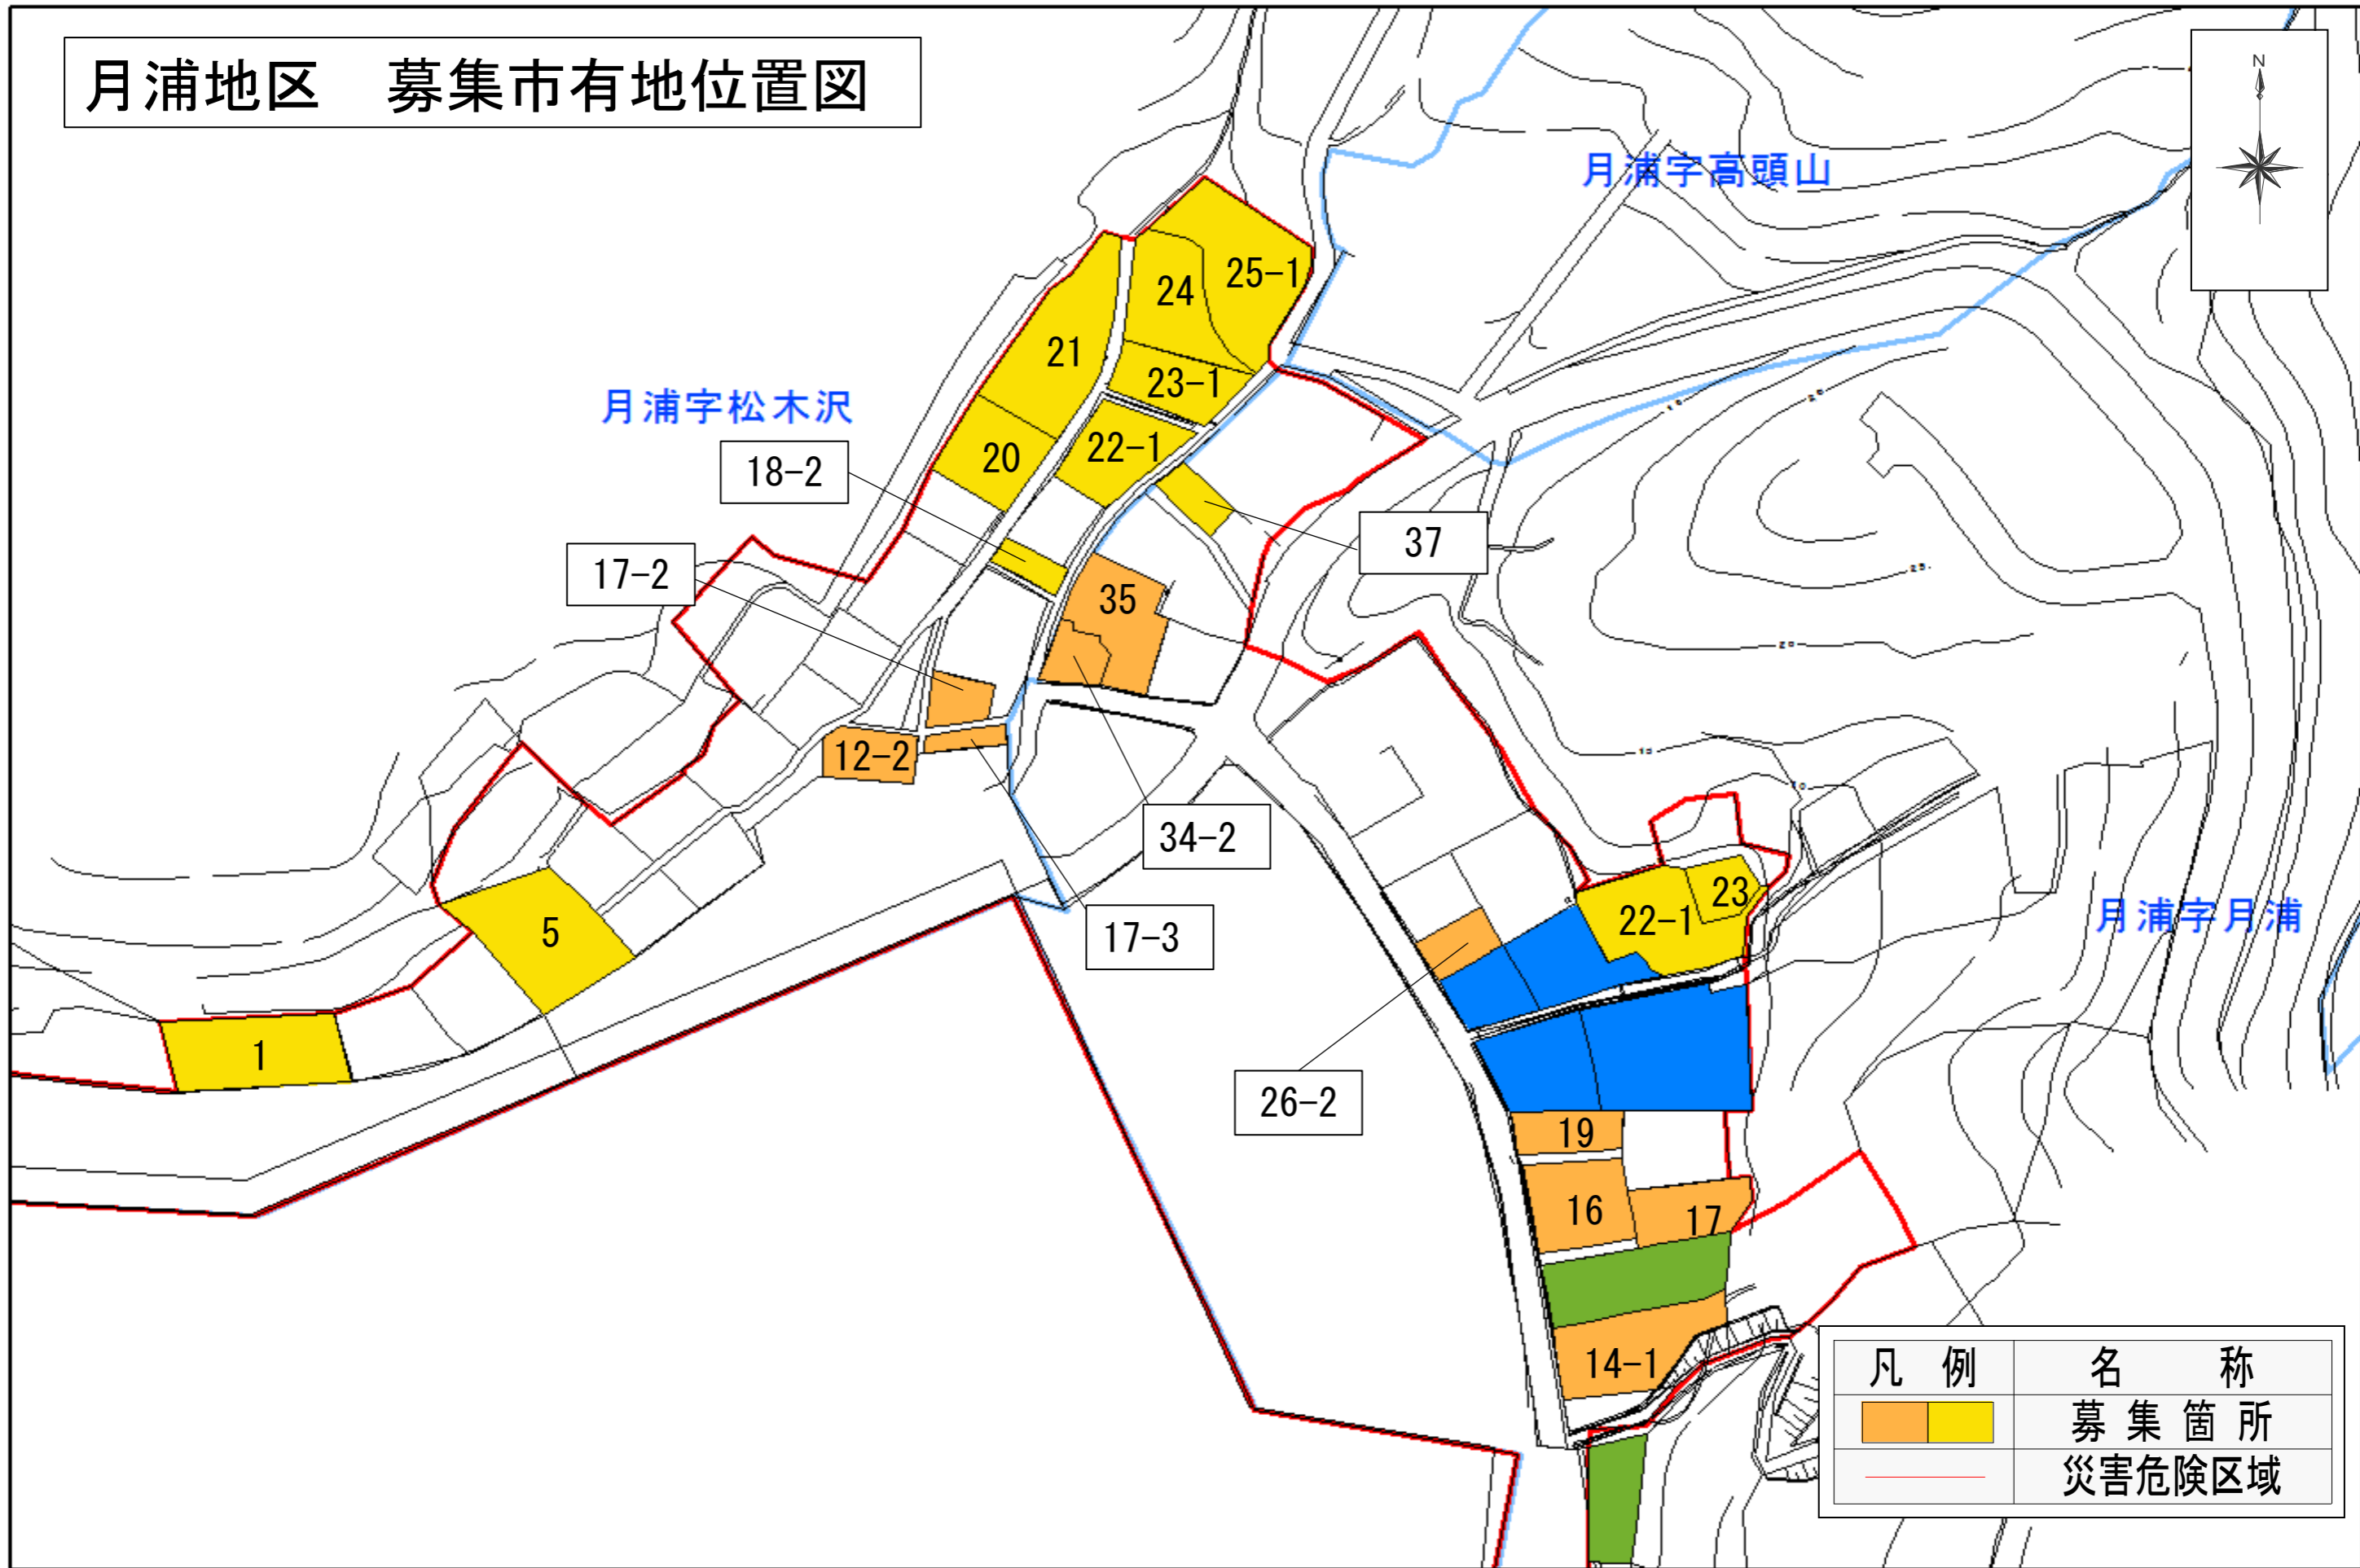 月浦地区　募集市有地位置図
N
月浦字高頭山
25-1
24
21
23-1
月浦字松木沢
22-1
20
18-2
37
17-2
35
12-2
34-2
17-3
23
22-1
月浦字月浦
5
1
26-2
19
16
17
14-1
凡　例　名　　称
募 集 箇 所
災害危険区域